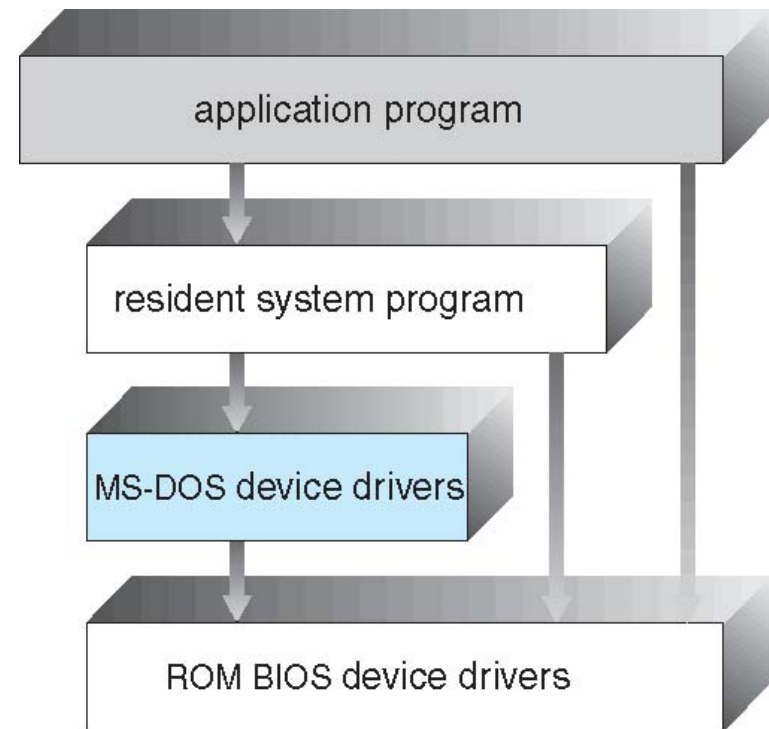 application program
resident system program
MS-DOS device drivers
ROM BIOS device drivers